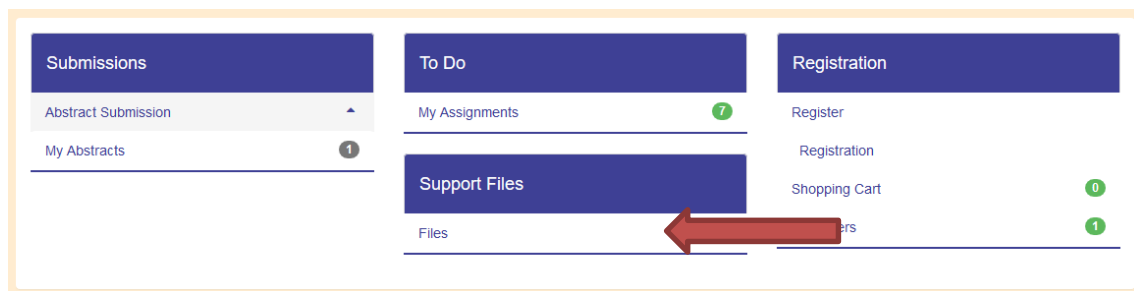 Submissions
Abstract Submission
My Abstracts 1
To Do
My Assignments 7
Support Files
Files
Registration
Register
Registration
Shopping Cart 0
1